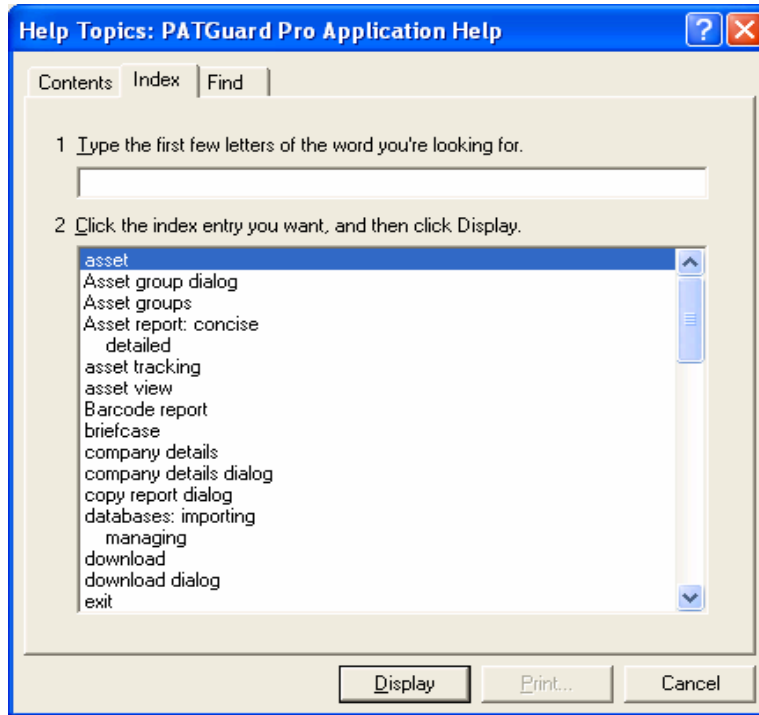 Help Topics: PATGuard Pro Application Help
Contents Index Find
1 Type the first few letters of the word you're looking for.
2 Click the index entry you want, and then click Display.
asset
Asset group dialog
Asset groups
Asset report: concise
detailed
asset tracking
asset view
Barcode report
briefcase
company details
company details dialog
copy report dialog
databases: importing
managing
download
download dialog
exit
Display Print... Cancel